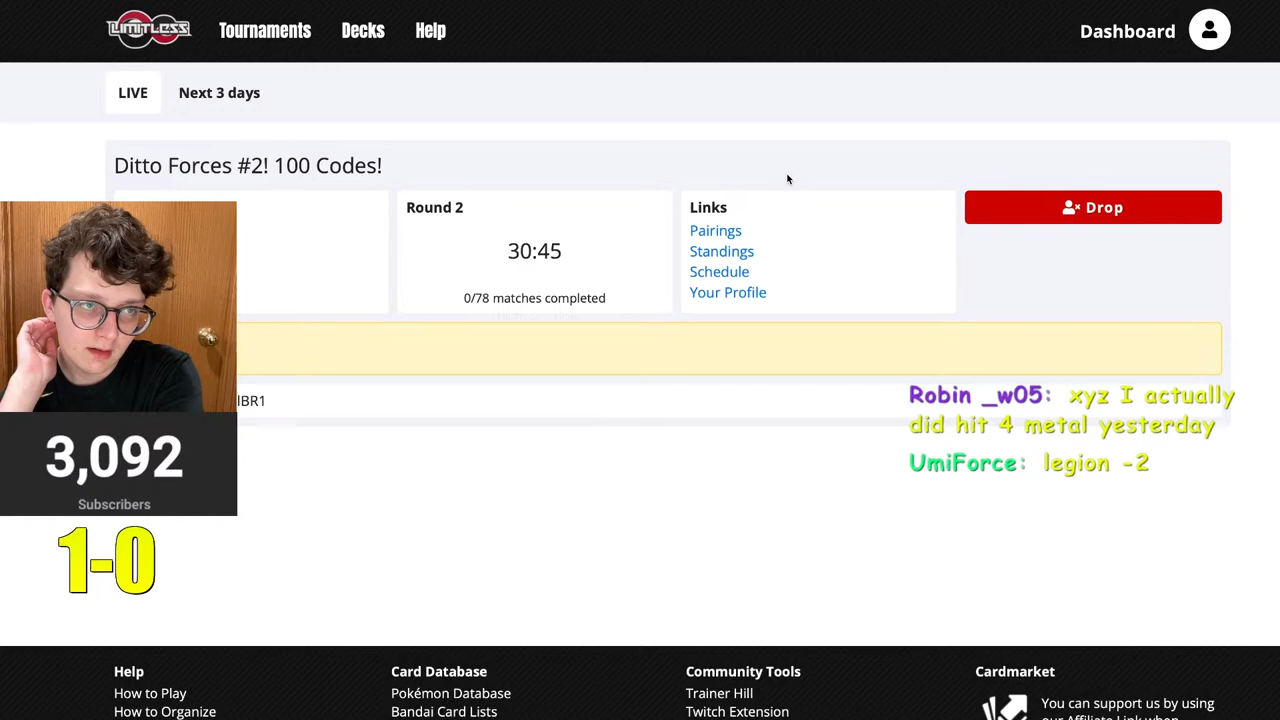 LIMITLESS
Tournaments
Decks
Help
Dashboard
LIVE
Next 3 days
Ditto Forces #2! 100 Codes!
Round 2
30:45
0/78 matches completed
Links
Pairings
Standings
Schedule
Your Profile
Drop
Robin _w05: xyz I actually
did hit 4 metal yesterday
UmiForce: legion -2
3,092
Subscribers
1-0
Help
How to Play
How to Organize
Card Database
Pokémon Database
Bandai Card Lists
Community Tools
Trainer Hill
Twitch Extension
Cardmarket
You can support us by using